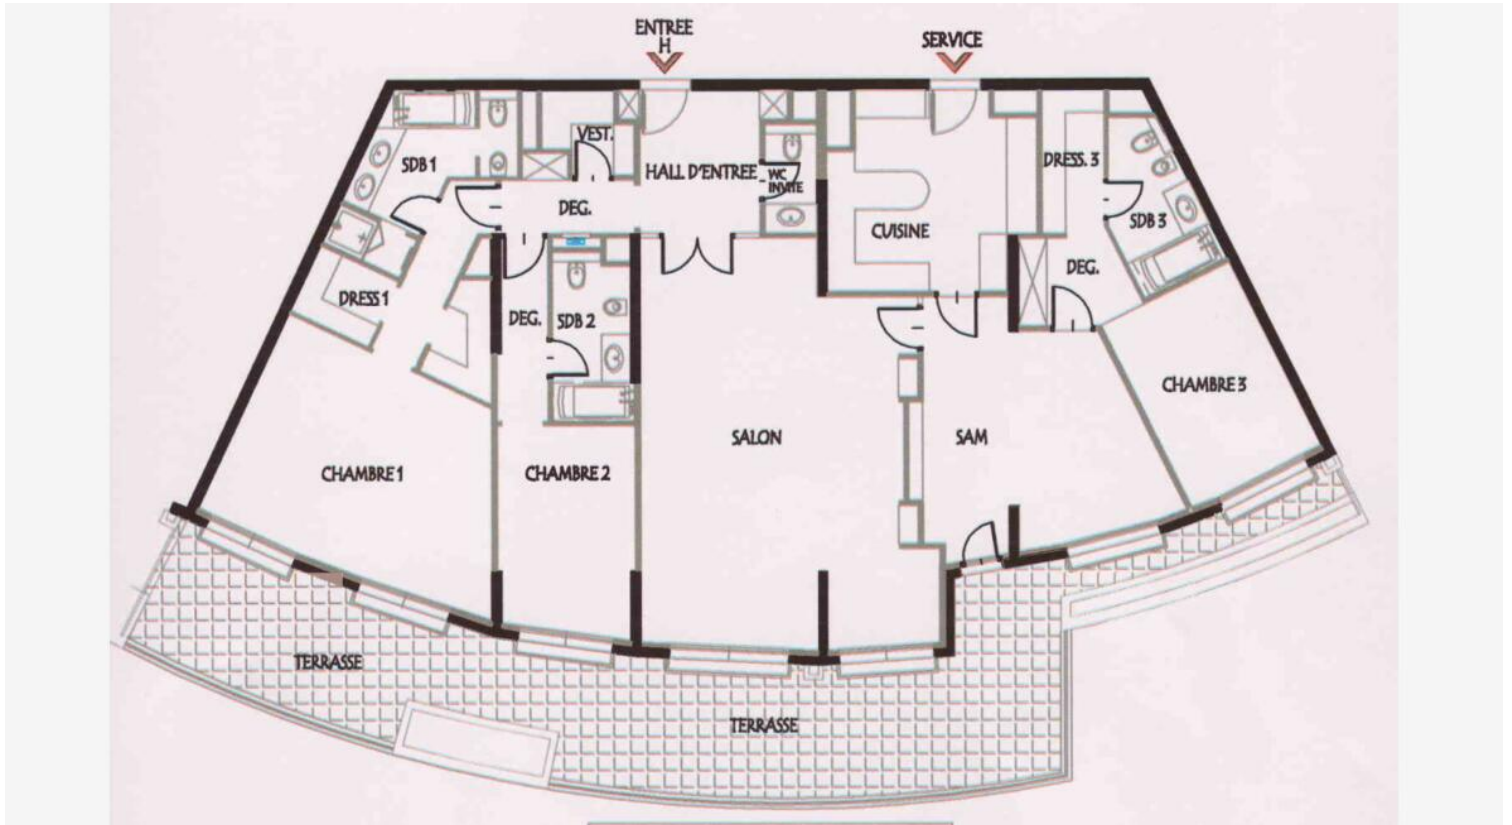 ENTREE
H
SERVICE
VEST.
SDB 1
HALL D'ENTREE
WC
INVITE
DRESS. 3
DEG.
CUISINE
SDB 3
DEG.
DRESS 1
DEG.
SDB 2
CHAMBRE 3
SALON
SAM
CHAMBRE 1
CHAMBRE 2
TERRASSE
TERRASSE